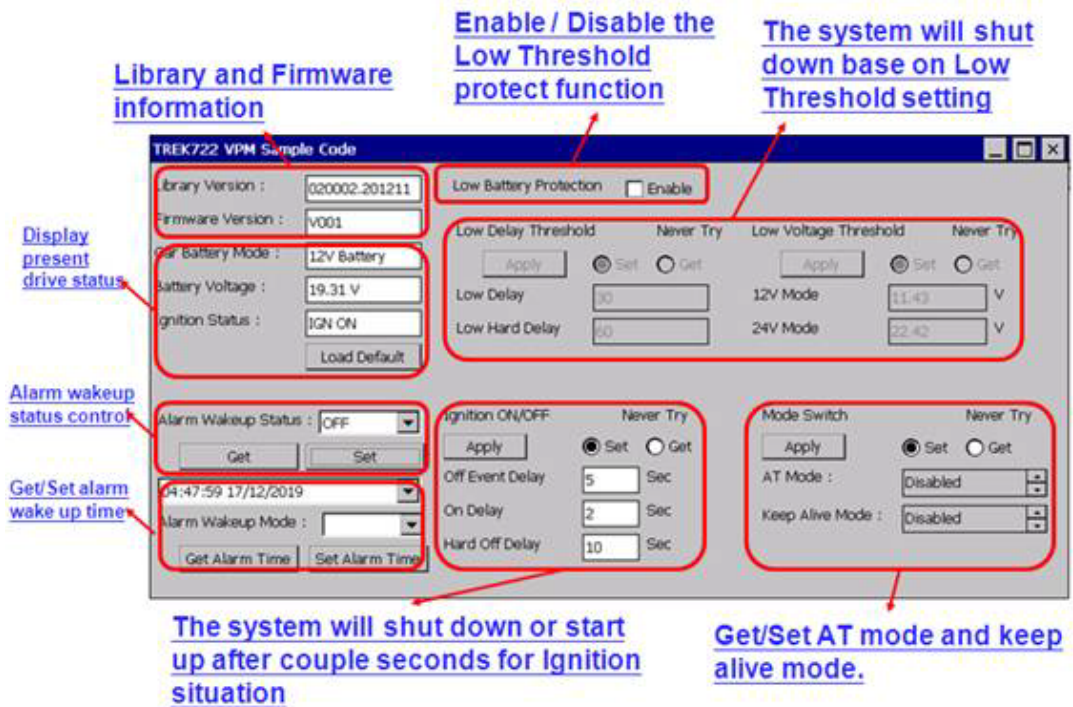 Enable / Disable the
Low Threshold
protect function
The system will shut
down base on Low
Threshold setting
Library and Firmware
information
TREK722 VPM Sample Code
Library Version :
020002.201211
Low Battery Protection
Enable
Firmware Version :
V001
Display
present
drive status
Car Battery Mode :
12V Battery
Battery Voltage :
19.31 V
Ignition Status :
IGN ON
Load Default
Low Delay Threshold
Never Try
Apply
Set
Get
Low Delay
30
Low Hard Delay
60
Low Voltage Threshold
Never Try
Apply
Set
Get
12V Mode
11.43
V
24V Mode
22.42
V
Alarm wakeup
status control
Alarm Wakeup Status :
OFF
Get
Set
Get/Set alarm
wake up time
04:47:59 17/12/2019
Alarm Wakeup Mode :
Get Alarm Time
Set Alarm Time
Ignition ON/OFF
Never Try
Apply
Set
Get
Off Event Delay
5
Sec
On Delay
2
Sec
Hard Off Delay
10
Sec
Mode Switch
Never Try
Apply
Set
Get
AT Mode :
Disabled
Keep Alive Mode :
Disabled
The system will shut down or start
up after couple seconds for Ignition
situation
Get/Set AT mode and keep
alive mode.